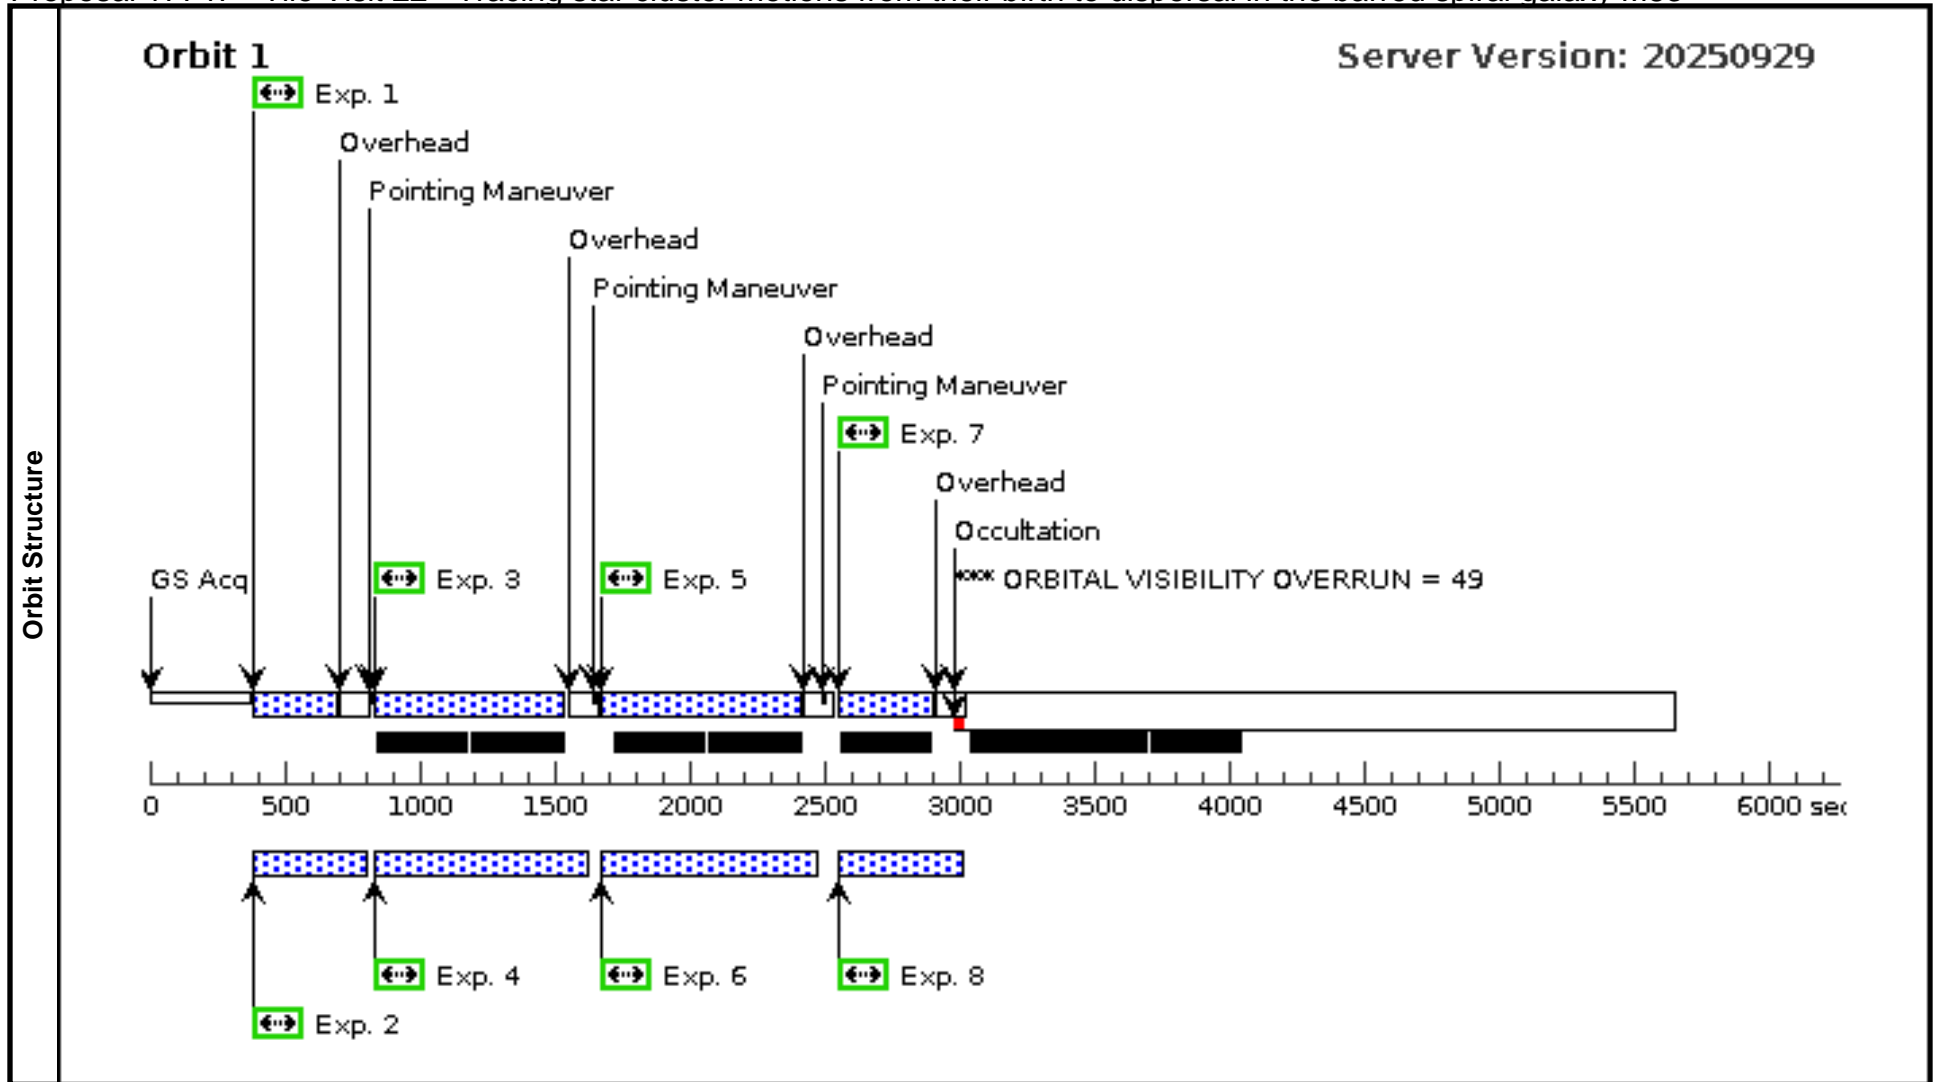 Orbit 1
Server Version: 20250929
Exp. 1
Overhead
Pointing Maneuver
Overhead
Pointing Maneuver
Overhead
Pointing Maneuver
Exp. 7
Overhead
Occultation
GS Acq
Exp. 3
Exp. 5
**** ORBITAL VISIBILITY OVERRUN = 49
Orbit Structure
0 500 1000 1500 2000 2500 3000 3500 4000 4500 5000 5500 6000
Exp. 4
Exp. 6
Exp. 8
Exp. 2